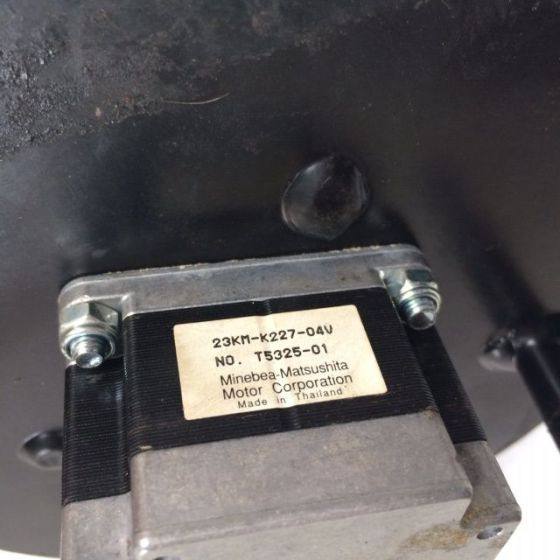 23KM-K227-04V
NO. T5325-01
Minebea-Matsushita
Motor Corporation
Made in Thailand